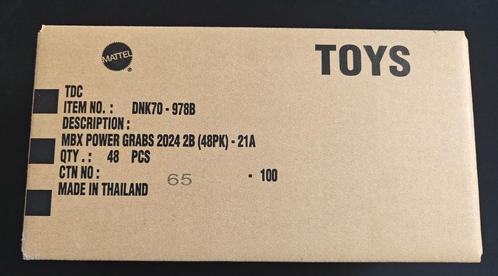 MATTEL®
TOYS
TDC
ITEM NO. : DNK70 - 978B
DESCRIPTION :
MBX POWER GRABS 2024 2B (48PK) - 21A
QTY . : 48 PCS
CTN NO : 65 - 100
MADE IN THAILAND